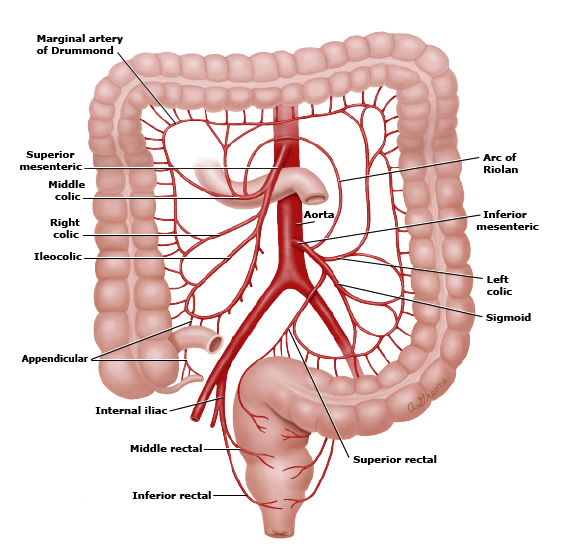 Marginal artery
of Drummond
Superior
mesenteric
Middle
colic
Right
colic
Ileocolic
Appendicular
Internal iliac
Middle rectal
Inferior rectal
Aorta
Arc of
Riolan
Inferior
mesenteric
Left
colic
Sigmoid
Superior rectal